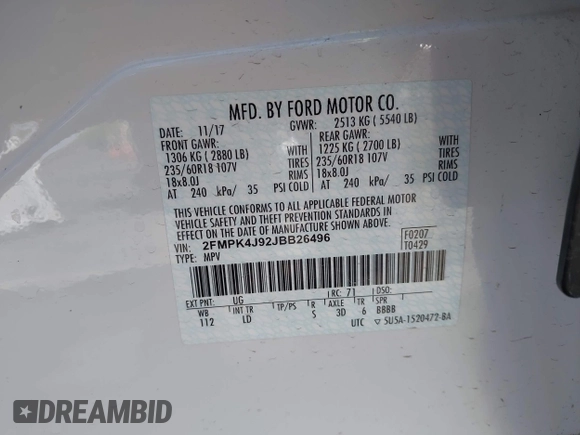 MFD. BY FORD MOTOR CO.
DATE: 11/17 GVWR: 2513 KG ( 5540 LB)
FRONT GAWR: REAR GAWR:
1306 KG ( 2880 LB) 1225 KG ( 2700 LB)
235/60R18 107V TIRES 235/60R18 107V TIRES
18x8.0J RIMS 18x8.0J RIMS
AT 240 kPa/ 35 PSI COLD AT 240 kPa/ 35 PSI COLD
THIS VEHICLE CONFORMS TO ALL APPLICABLE FEDERAL MOTOR
VEHICLE SAFETY AND THEFT PREVENTION STANDARDS IN
EFFECT ON THE DATE OF MANUFACTURE SHOWN ABOVE.
VIN: 2FMPK4J92JBB26496 F0207
TYPE: MPV T0429
EXT PNT: UG RC: 71 DSO:
WB INT TR TP/PS R AXLE TR SPR
112 LD S 3D 6 BBBB
UTC ▽ 5U5A-1520472-BA
DREAMBID